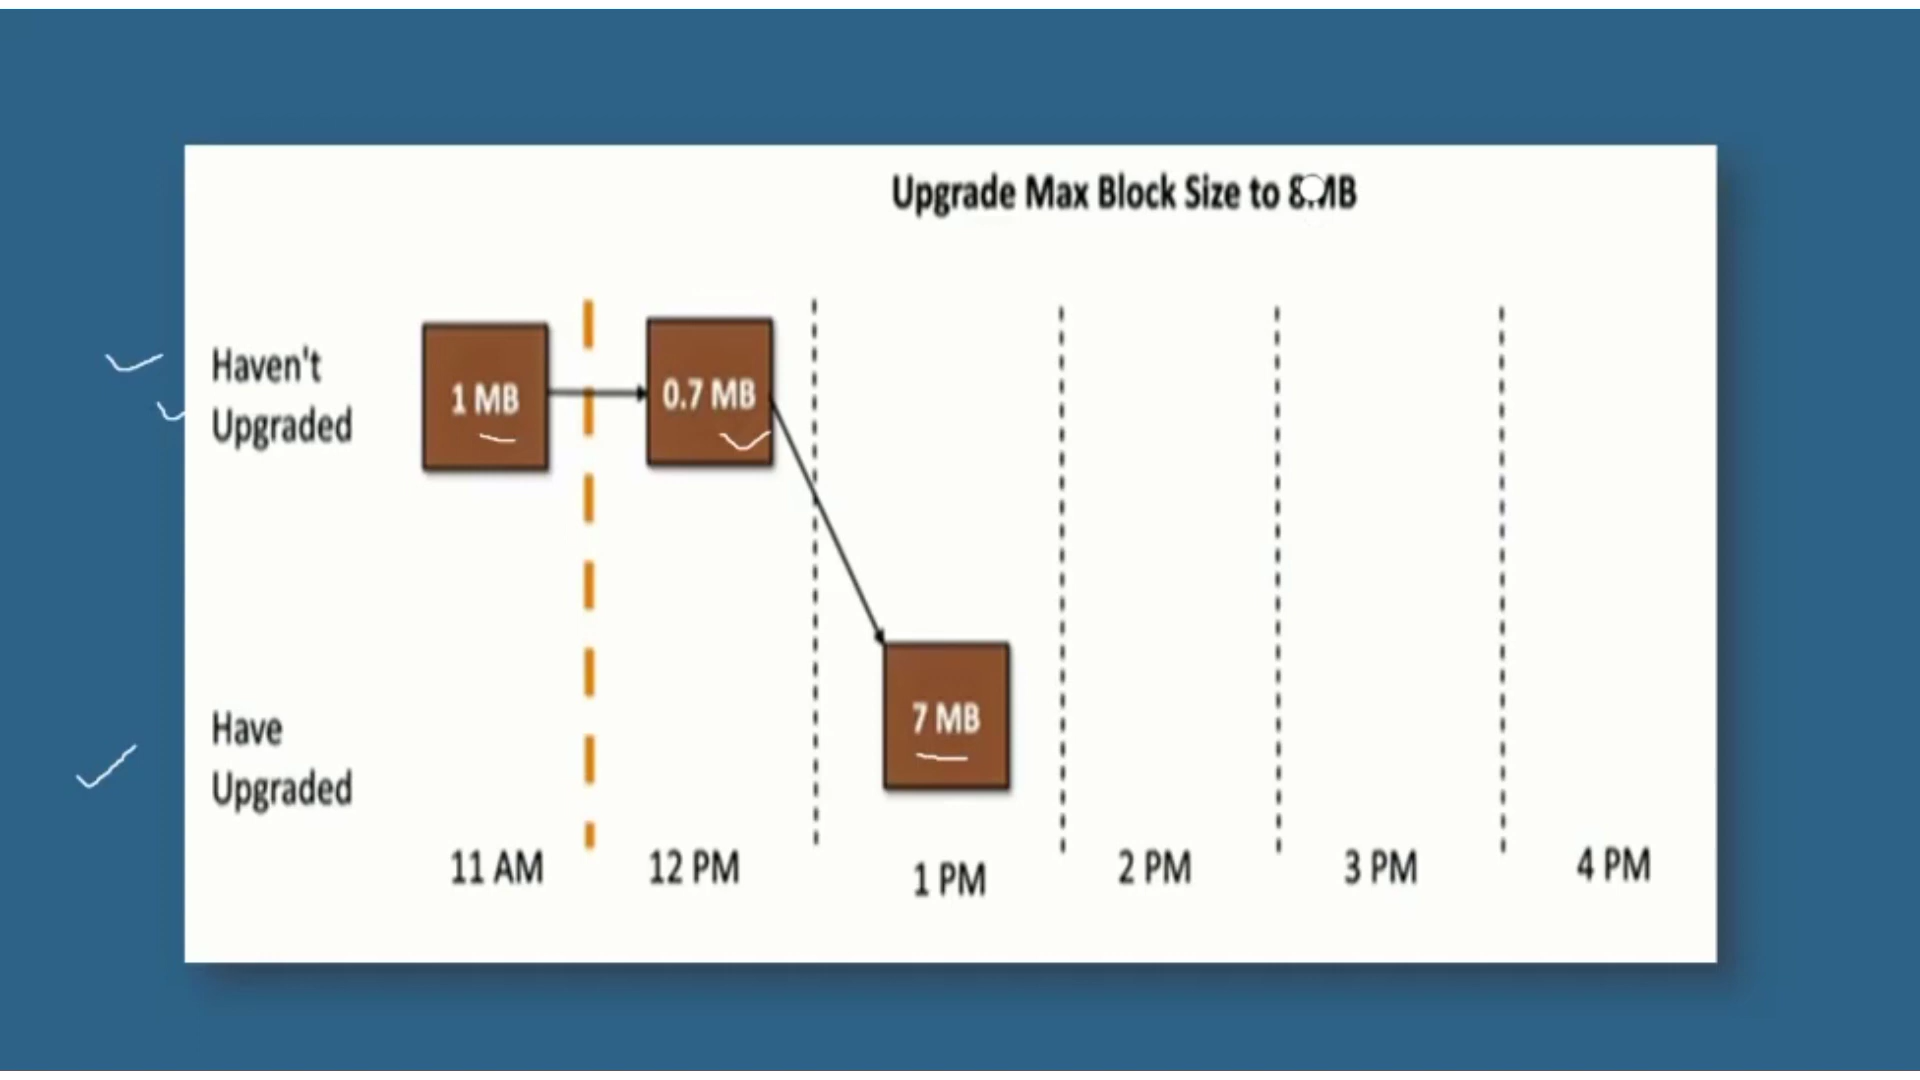 Upgrade Max Block Size to 8MB
Haven't
Upgraded
1 MB
0.7 MB
7 MB
Have
Upgraded
11 AM
12 PM
1 PM
2 PM
3 PM
4 PM